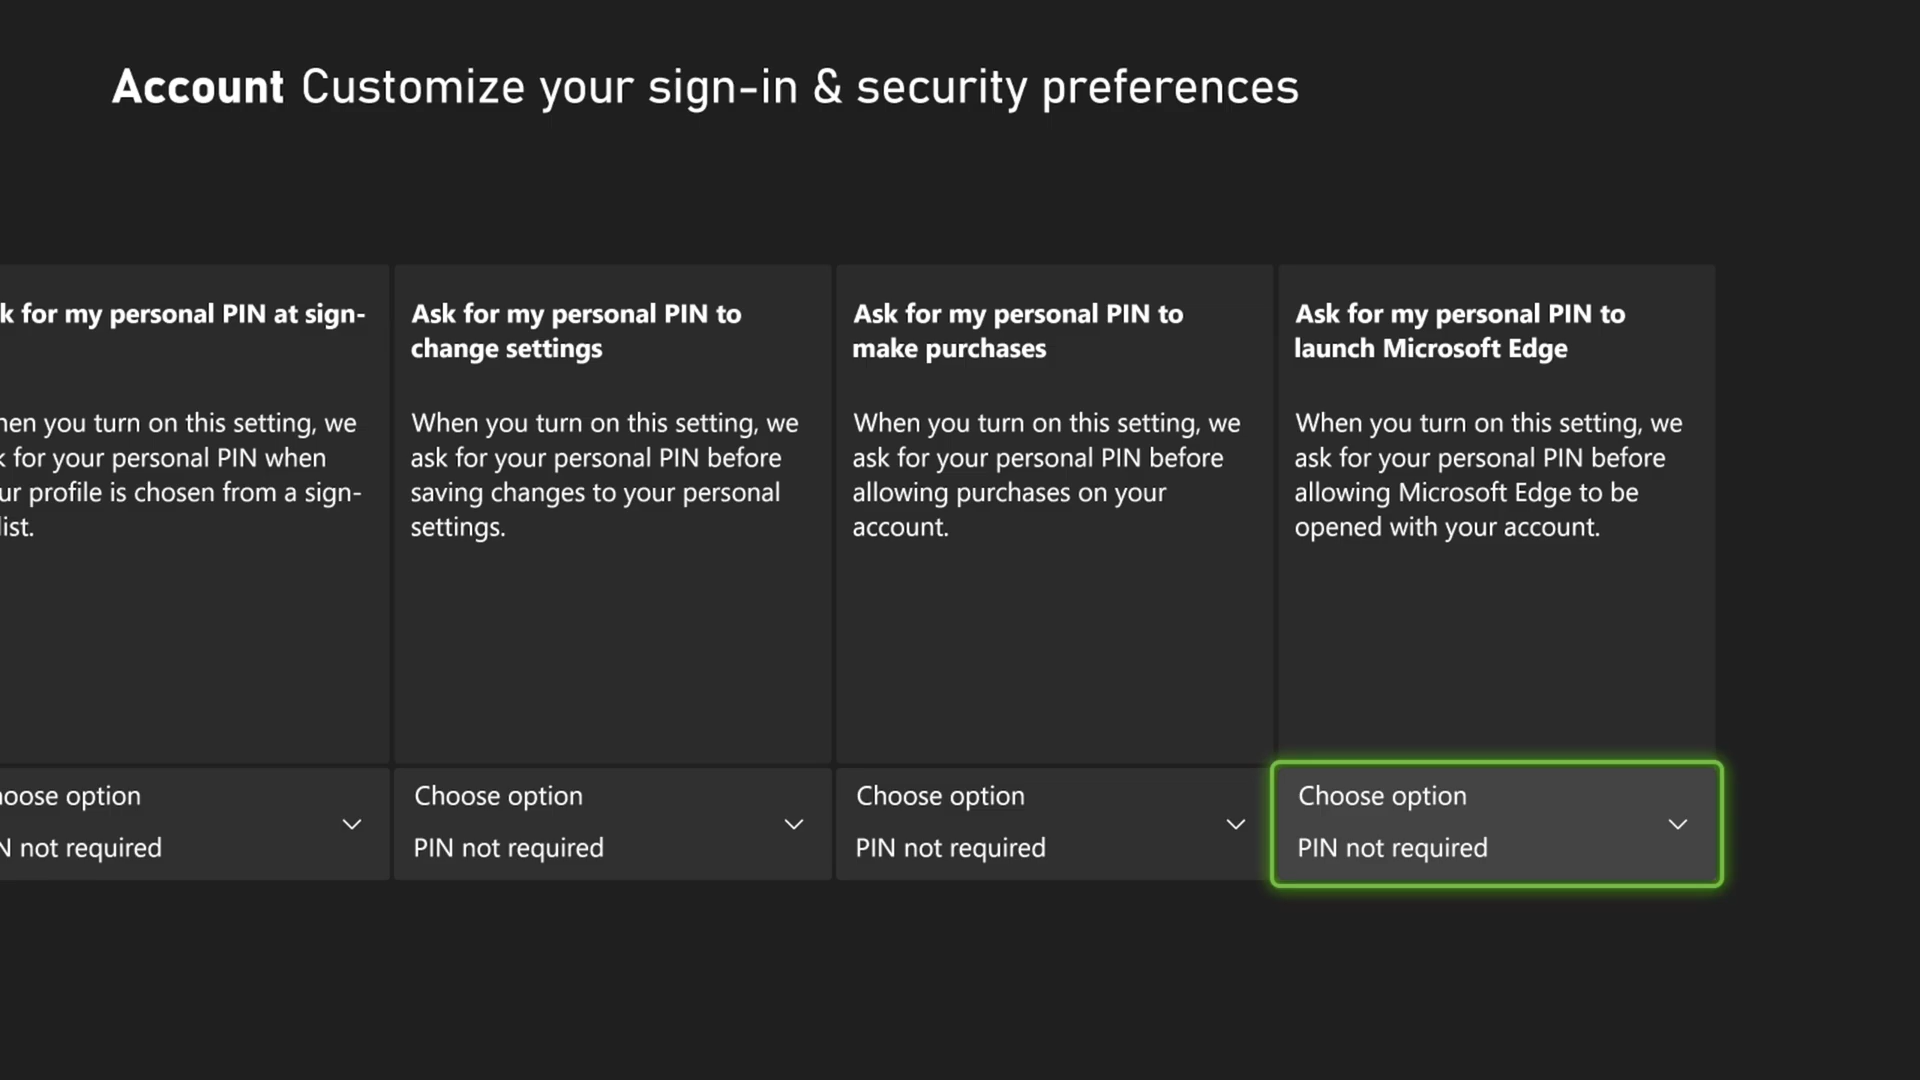 Account Customize your sign-in & security preferences
k for my personal PIN at sign-
hen you turn on this setting, we
k for your personal PIN when
ur profile is chosen from a sign-
list.
hoose option
N not required
Ask for my personal PIN to
change settings
When you turn on this setting, we
ask for your personal PIN before
saving changes to your personal
settings.
Choose option
PIN not required
Ask for my personal PIN to
make purchases
When you turn on this setting, we
ask for your personal PIN before
allowing purchases on your
account.
Choose option
PIN not required
Ask for my personal PIN to
launch Microsoft Edge
When you turn on this setting, we
ask for your personal PIN before
allowing Microsoft Edge to be
opened with your account.
Choose option
PIN not required